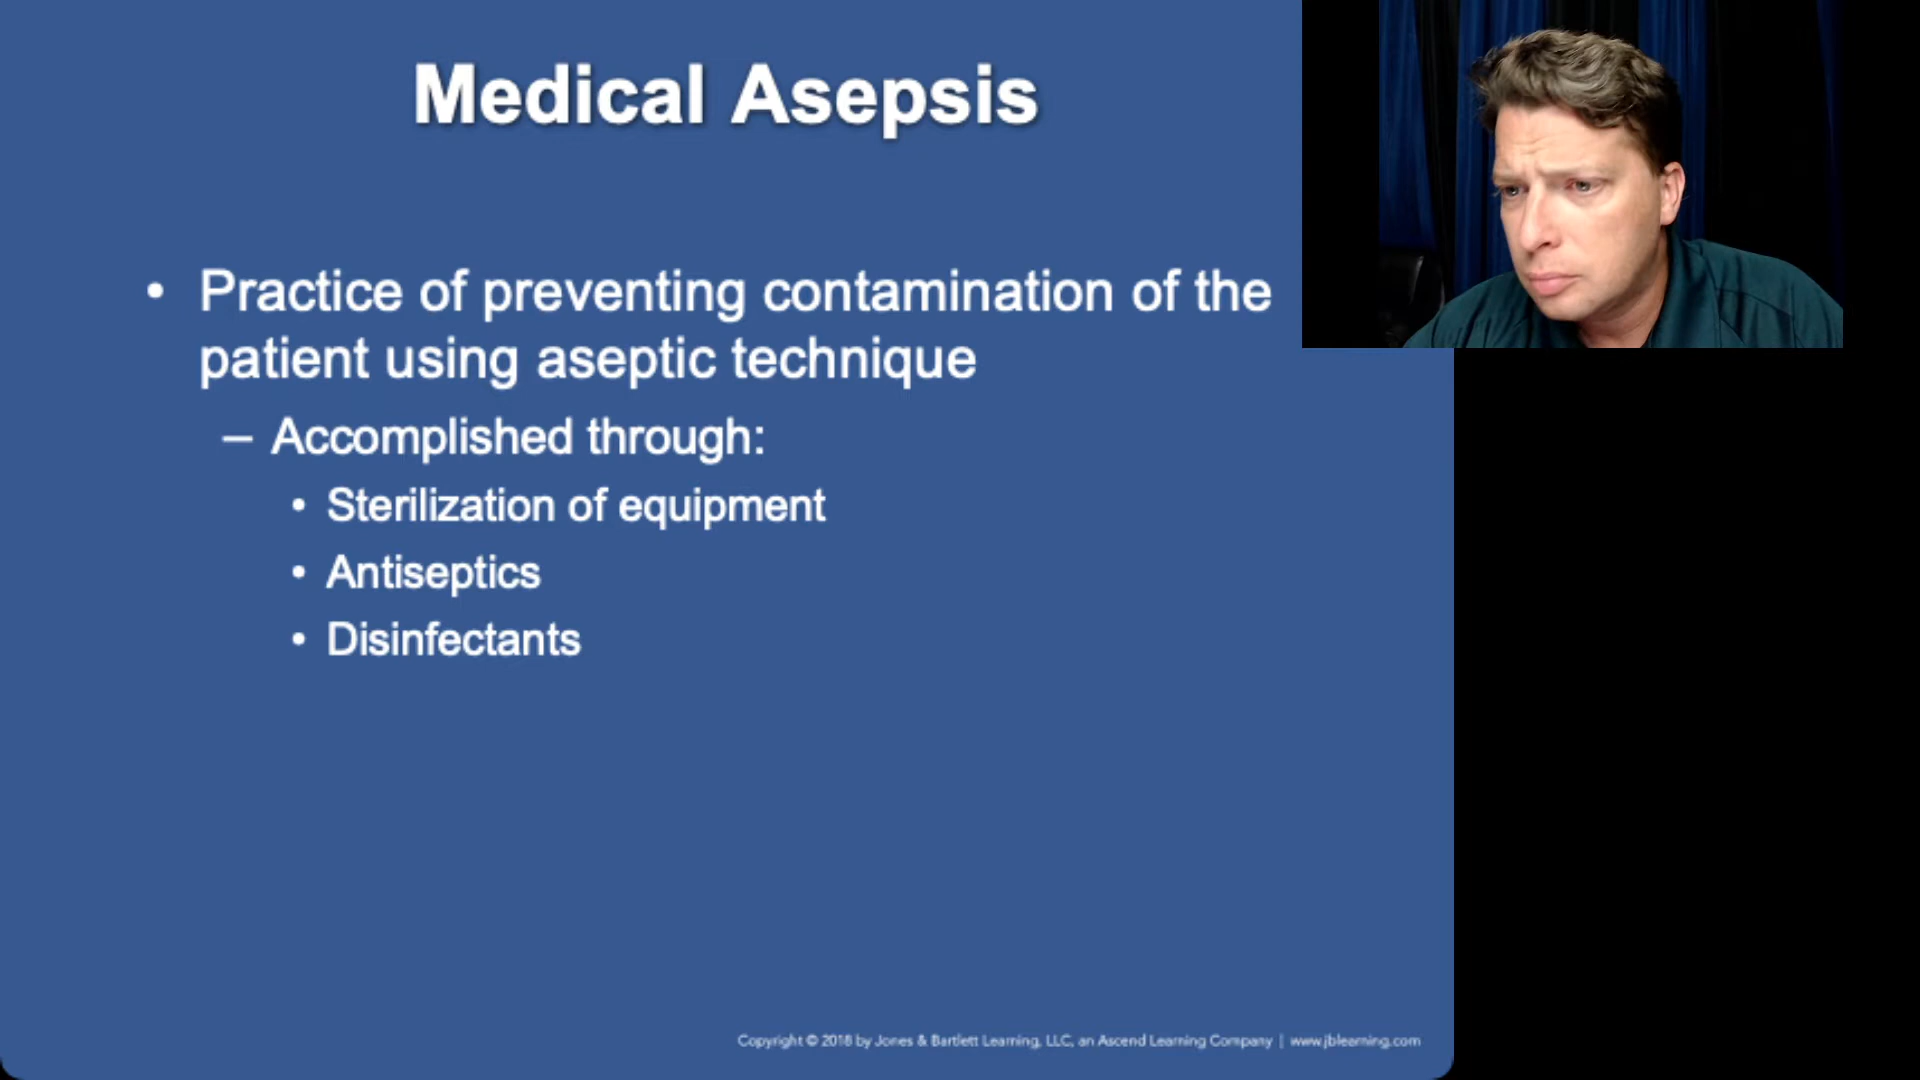 Medical Asepsis
• Practice of preventing contamination of the
patient using aseptic technique
– Accomplished through:
• Sterilization of equipment
• Antiseptics
• Disinfectants
Copyright © 2018 by Jones & Bartlett Learning, LLC, an Ascend Learning Company | www.jblearning.com